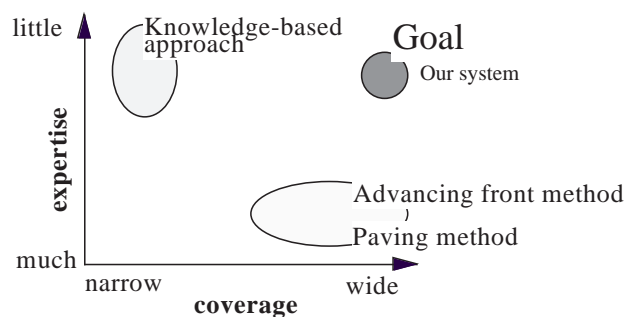 little
Knowledge-based
approach
Goal
Our system
expertise
Advancing front method
Paving method
much
narrow
wide
coverage